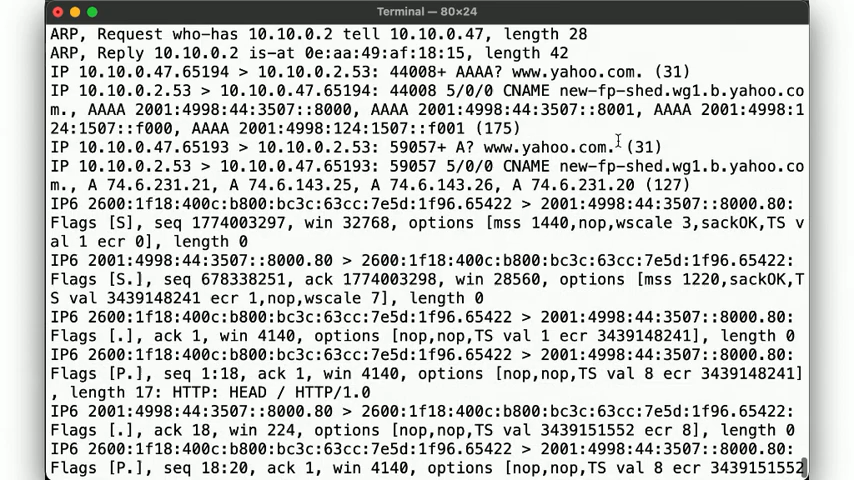 Terminal — 80×24
ARP, Request who-has 10.10.0.2 tell 10.10.0.47, length 28
ARP, Reply 10.10.0.2 is-at 0e:aa:49:af:18:15, length 42
IP 10.10.0.47.65194 > 10.10.0.2.53: 44008+ AAAA? www.yahoo.com. (31)
IP 10.10.0.2.53 > 10.10.0.47.65194: 44008 5/0/0 CNAME new-fp-shed.wg1.b.yahoo.co
m., AAAA 2001:4998:44:3507::8000, AAAA 2001:4998:44:3507::8001, AAAA 2001:4998:1
24:1507::f000, AAAA 2001:4998:124:1507::f001 (175)
IP 10.10.0.47.65193 > 10.10.0.2.53: 59057+ A? www.yahoo.com. (31)
IP 10.10.0.2.53 > 10.10.0.47.65193: 59057 5/0/0 CNAME new-fp-shed.wg1.b.yahoo.co
m., A 74.6.231.21, A 74.6.143.25, A 74.6.143.26, A 74.6.231.20 (127)
IP6 2600:1f18:400c:b800:bc3c:63cc:7e5d:1f96.65422 > 2001:4998:44:3507::8000.80:
Flags [S], seq 1774003297, win 32768, options [mss 1440,nop,wscale 3,sackOK,TS v
al 1 ecr 0], length 0
IP6 2001:4998:44:3507::8000.80 > 2600:1f18:400c:b800:bc3c:63cc:7e5d:1f96.65422:
Flags [S.], seq 678338251, ack 1774003298, win 28560, options [mss 1220,sackOK,T
S val 3439148241 ecr 1,nop,wscale 7], length 0
IP6 2600:1f18:400c:b800:bc3c:63cc:7e5d:1f96.65422 > 2001:4998:44:3507::8000.80:
Flags [.], ack 1, win 4140, options [nop,nop,TS val 1 ecr 3439148241], length 0
IP6 2600:1f18:400c:b800:bc3c:63cc:7e5d:1f96.65422 > 2001:4998:44:3507::8000.80:
Flags [P.], seq 1:18, ack 1, win 4140, options [nop,nop,TS val 8 ecr 3439148241]
, length 17: HTTP: HEAD / HTTP/1.0
IP6 2001:4998:44:3507::8000.80 > 2600:1f18:400c:b800:bc3c:63cc:7e5d:1f96.65422:
Flags [.], ack 18, win 224, options [nop,nop,TS val 3439151552 ecr 8], length 0
IP6 2600:1f18:400c:b800:bc3c:63cc:7e5d:1f96.65422 > 2001:4998:44:3507::8000.80:
Flags [P.], seq 18:20, ack 1, win 4140, options [nop,nop,TS val 8 ecr 3439151552